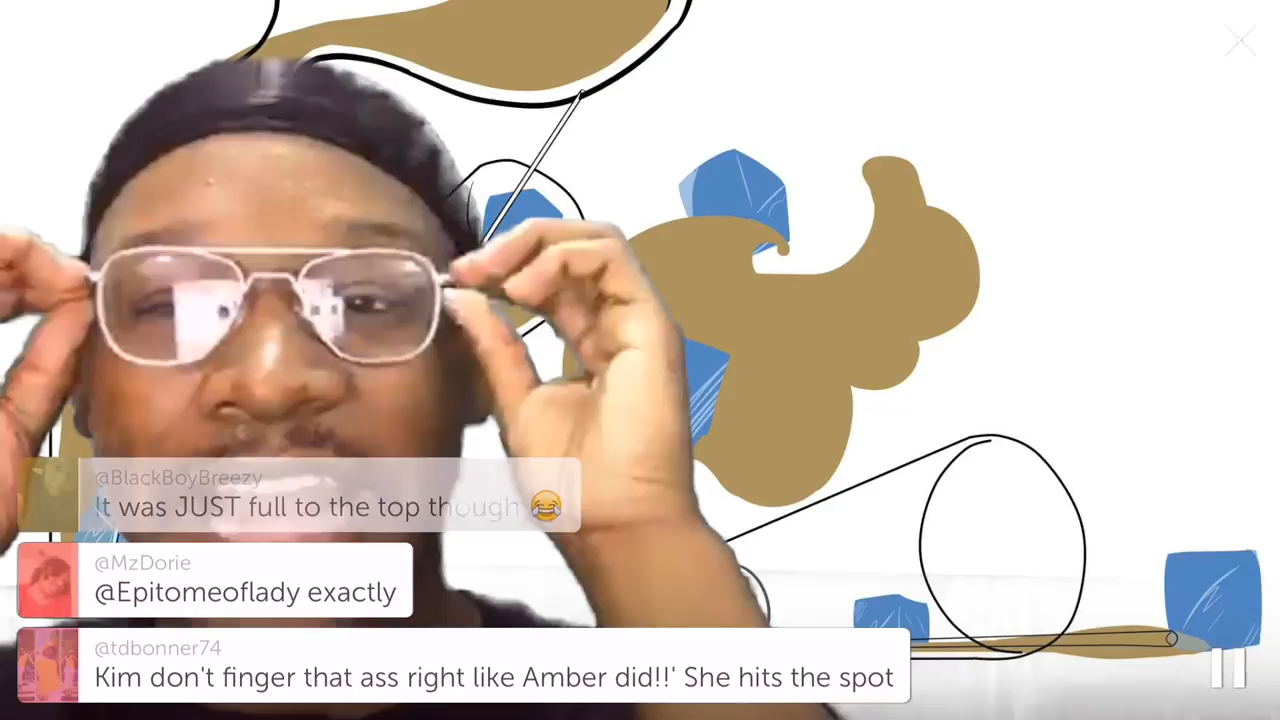 @BlackBoyBreezy
It was JUST full to the top though 😂
@MzDorie
@Epitomeoflady exactly
@tdbonner74
Kim don't finger that ass right like Amber did!!' She hits the spot